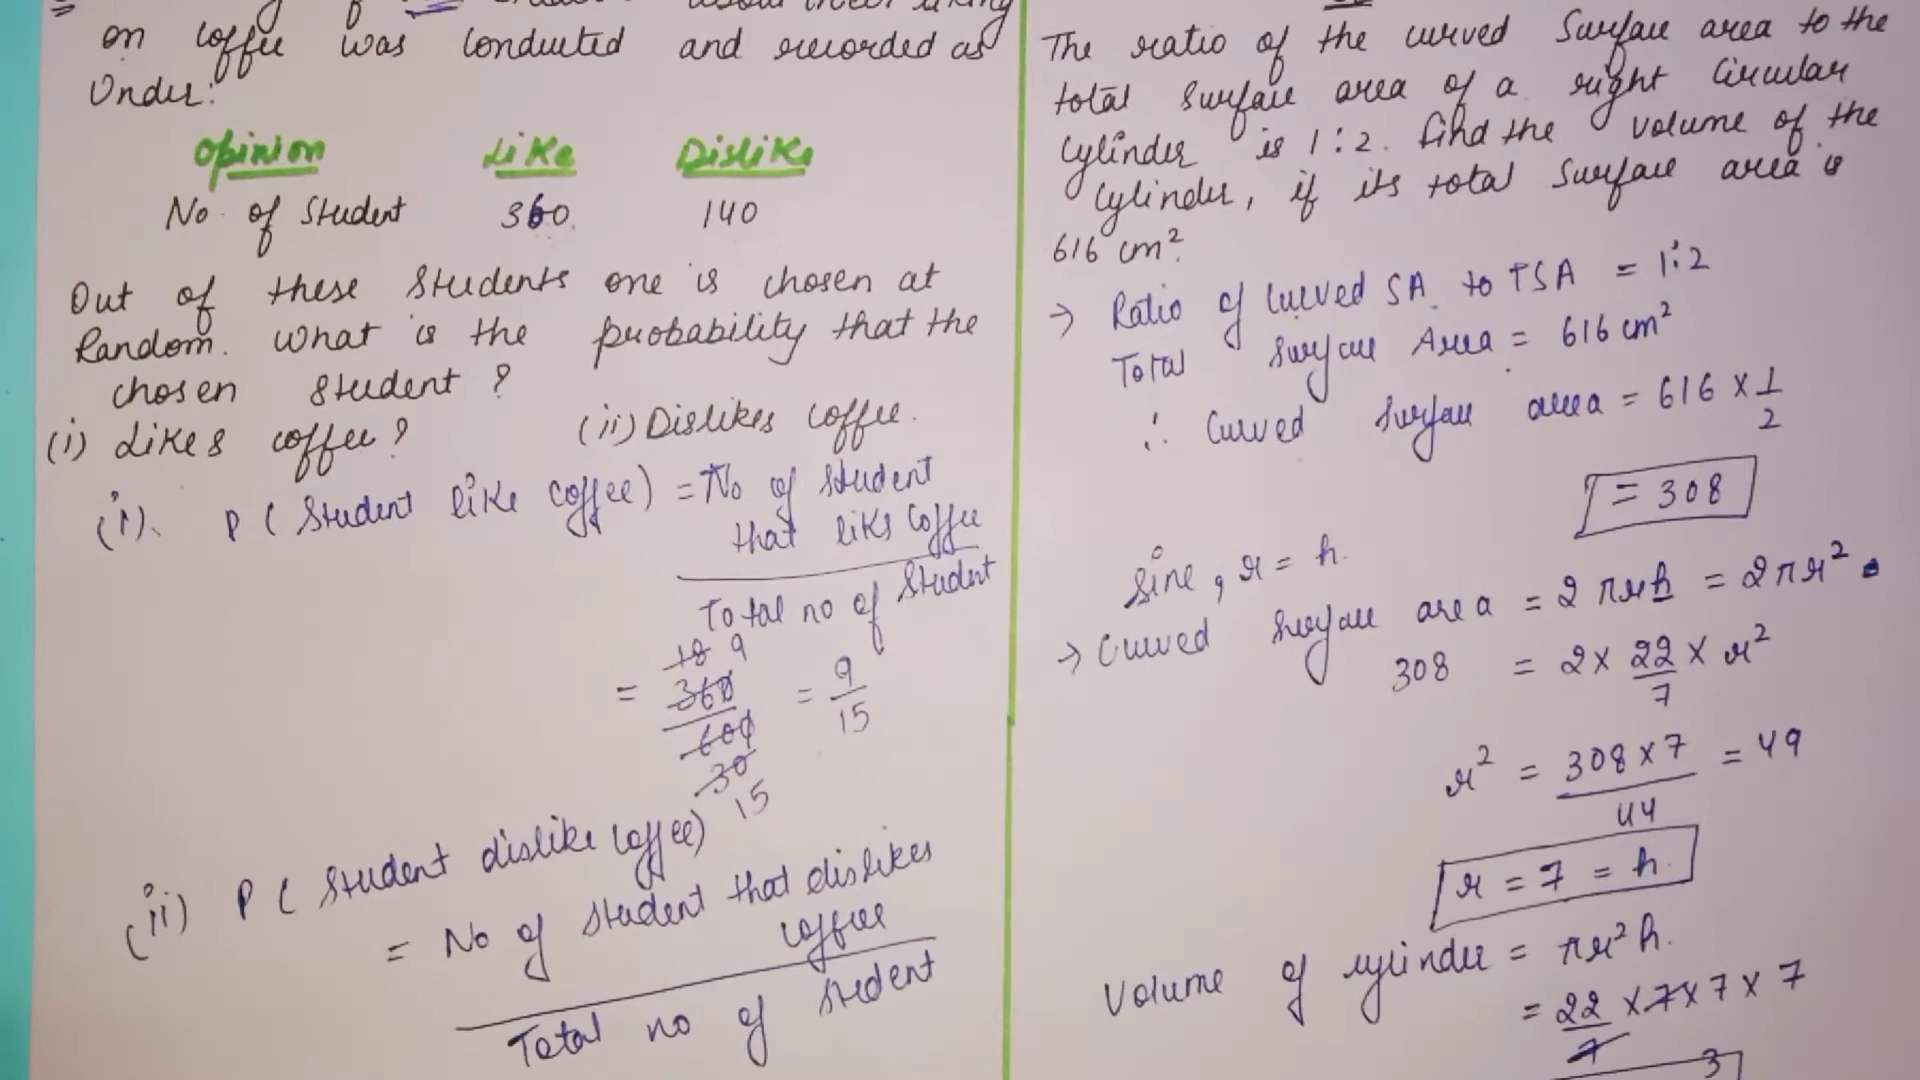 on coffee was conducted and recorded as
Under:
Opinion Like Dislike
No. of Student 360. 140
Out of these Students one is chosen at
Random. What is the probability that the
chosen student?
(i) Likes coffee? (ii) Dislikes coffee.
(i). P (Student like coffee) = No of student
that liks Coffee
Total no of Student
18 9
= 360 = 9
600 15
30
15
(ii) P (Student dislike coffee)
= No of student that dislikes
coffee
Total no of student
The ratio of the curved Surface area to the
total surface area of a right Circular
Cylinder is 1:2. find the volume of the
Cylinder, if its total Surface area is
616 cm².
→ Ratio of Curved SA. to TSA = 1:2
Total Surface Area = 616 cm²
∴ Curved Surface area = 616 × 1
2
= 308
Sine, r = h.
→ Curved Surface area = 2πrh = 2πr².
308 = 2 × 22 × r²
7
r² = 308 × 7 = 49
44
r = 7 = h.
Volume of cylinder = πr²h.
= 22 × 7 × 7 × 7
7
3